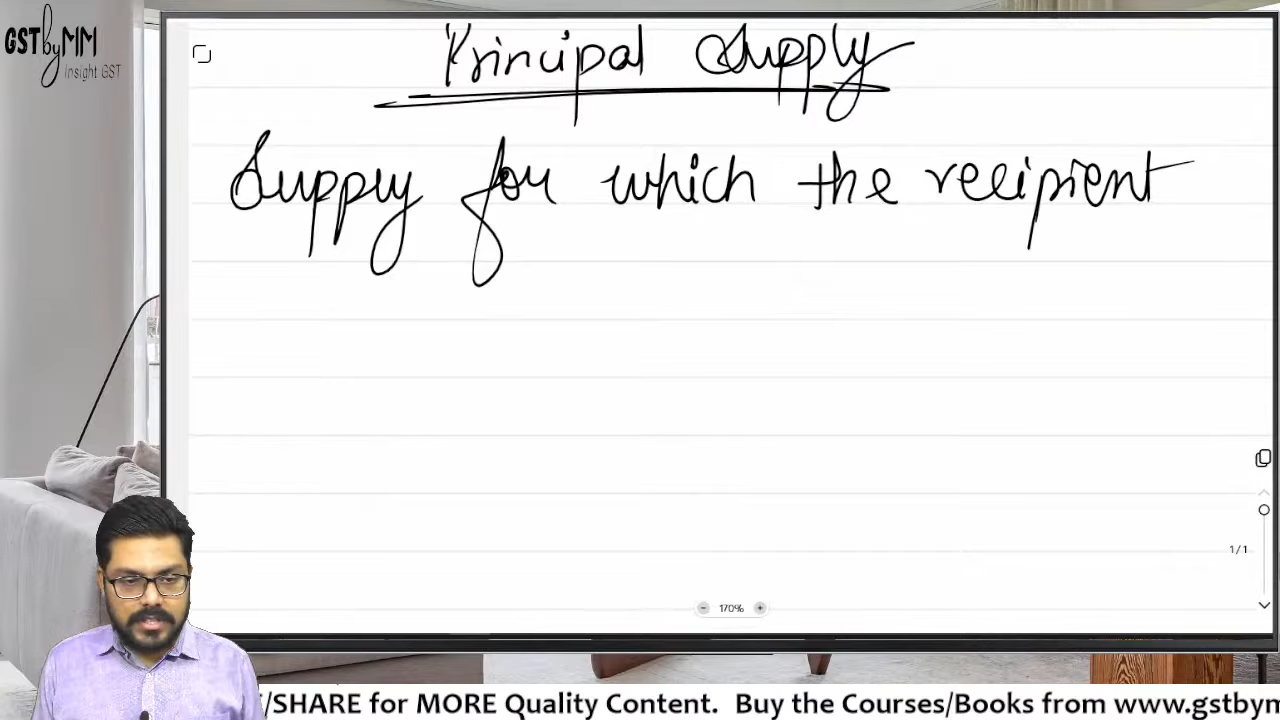 GSTbyMM
Insight GST
Principal Supply
Supply for which the recipient
1/1
170%
/SHARE for MORE Quality Content. Buy the Courses/Books from www.gstbyn